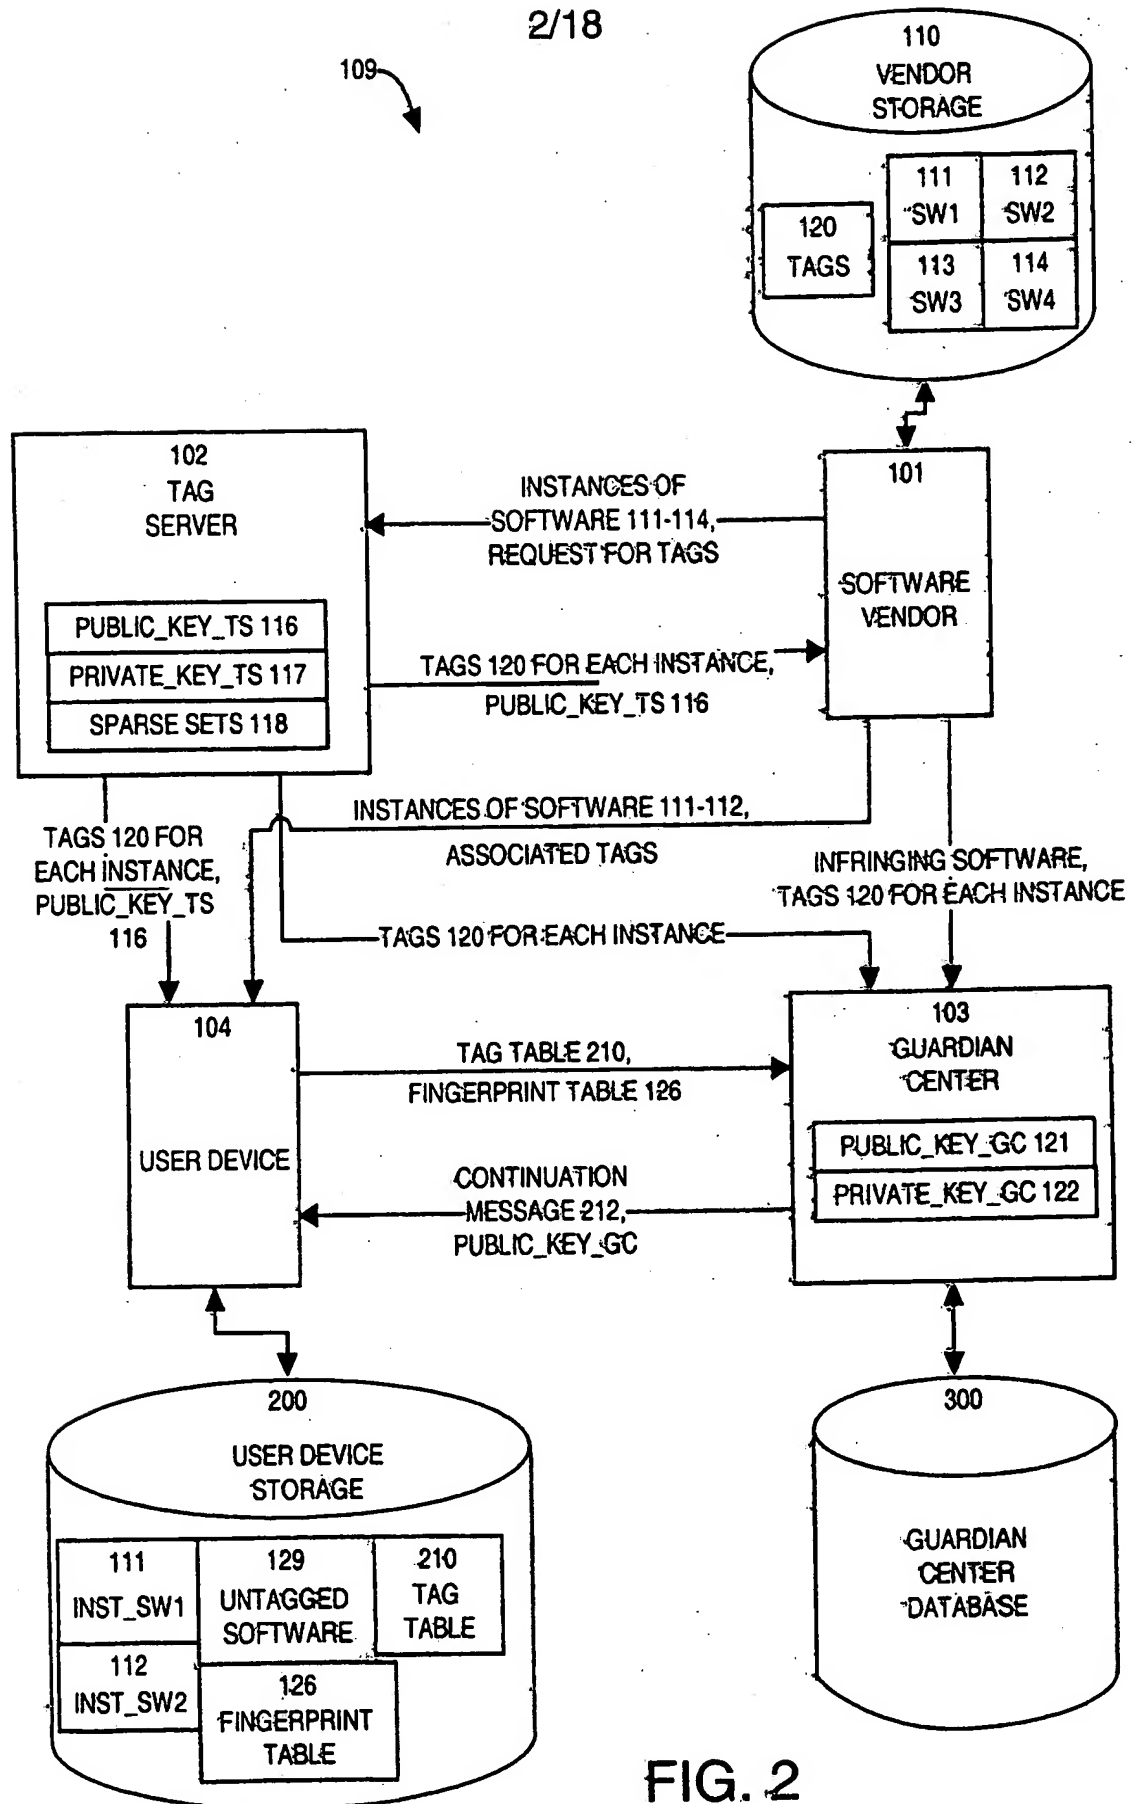 2/18
109
110
VENDOR
STORAGE
111
SW1
112
SW2
120
TAGS
113
SW3
114
SW4
102
TAG
SERVER
PUBLIC_KEY_TS 116
PRIVATE_KEY_TS 117
SPARSE SETS 118
INSTANCES OF
SOFTWARE 111-114,
REQUEST FOR TAGS
101
SOFTWARE
VENDOR
TAGS 120 FOR EACH INSTANCE,
PUBLIC_KEY_TS 116
INSTANCES OF SOFTWARE 111-112,
ASSOCIATED TAGS
TAGS 120 FOR
EACH INSTANCE,
PUBLIC_KEY_TS
116
INFRINGING SOFTWARE,
TAGS 120 FOR EACH INSTANCE
TAGS 120 FOR EACH INSTANCE
104
USER DEVICE
TAG TABLE 210,
FINGERPRINT TABLE 126
103
GUARDIAN
CENTER
PUBLIC_KEY_GC 121
PRIVATE_KEY_GC 122
CONTINUATION
MESSAGE 212,
PUBLIC_KEY_GC
200
USER DEVICE
STORAGE
111
INST_SW1
129
UNTAGGED
SOFTWARE
210
TAG
TABLE
112
INST_SW2
126
FINGERPRINT
TABLE
300
GUARDIAN
CENTER
DATABASE
FIG. 2